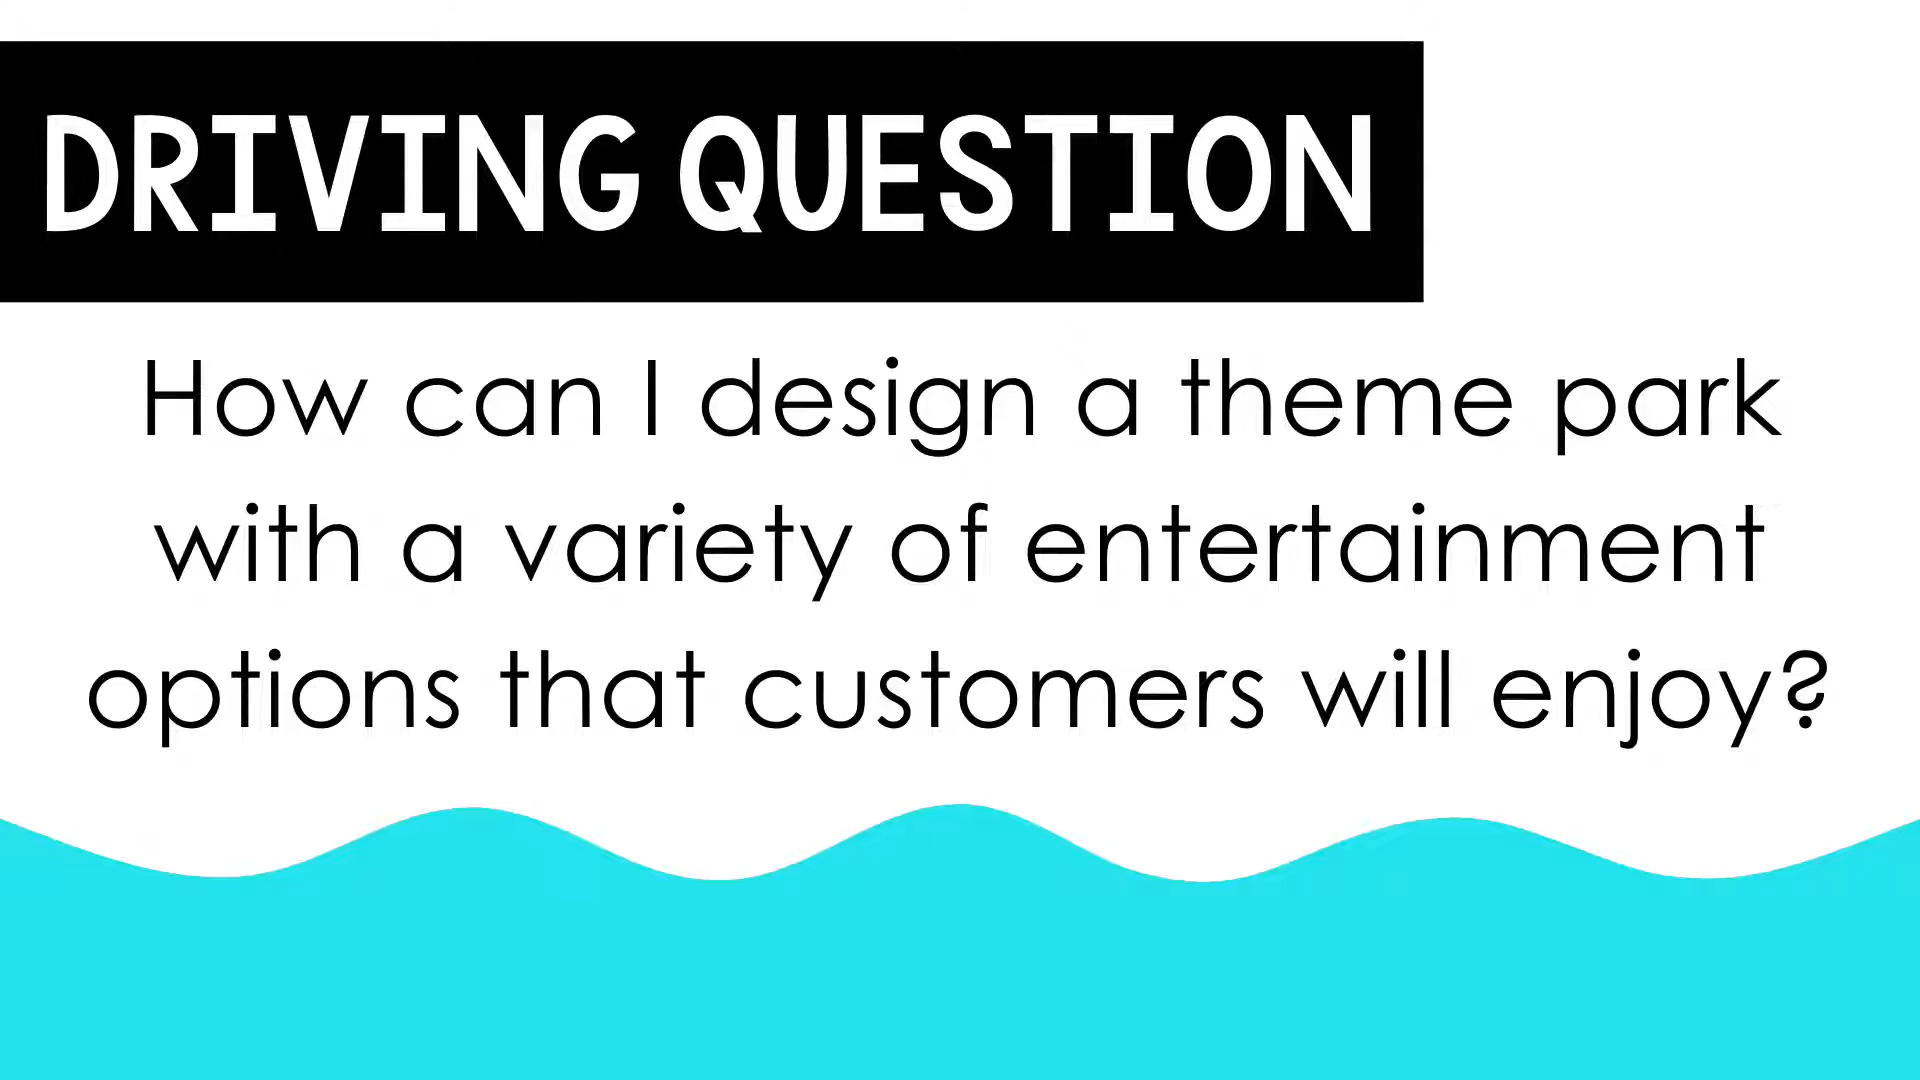 DRIVING QUESTION
How can I design a theme park
with a variety of entertainment
options that customers will enjoy?